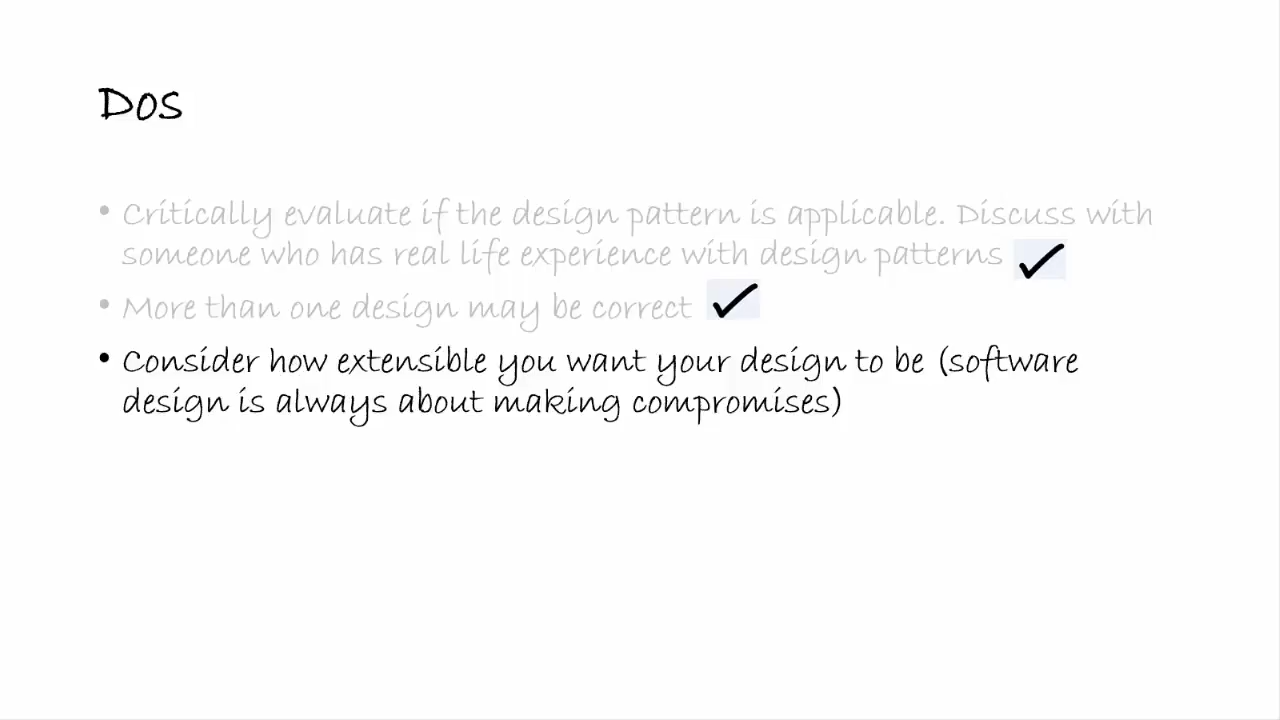 Dos
• Critically evaluate if the design pattern is applicable. Discuss with
someone who has real life experience with design patterns
• More than one design may be correct
• Consider how extensible you want your design to be (software
design is always about making compromises)